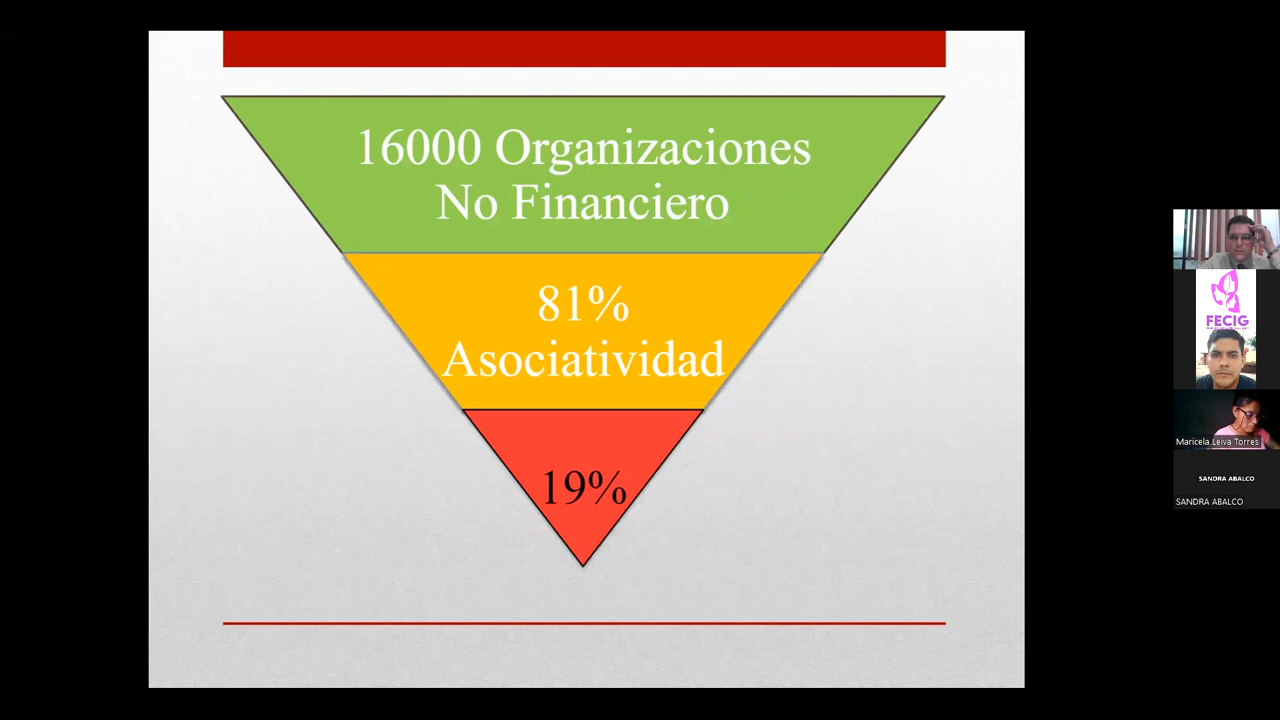 16000 Organizaciones
No Financiero
81%
Asociatividad
19%
FECIG
Maricela Leiva Torres
SANDRA ABALCO
SANDRA ABALCO